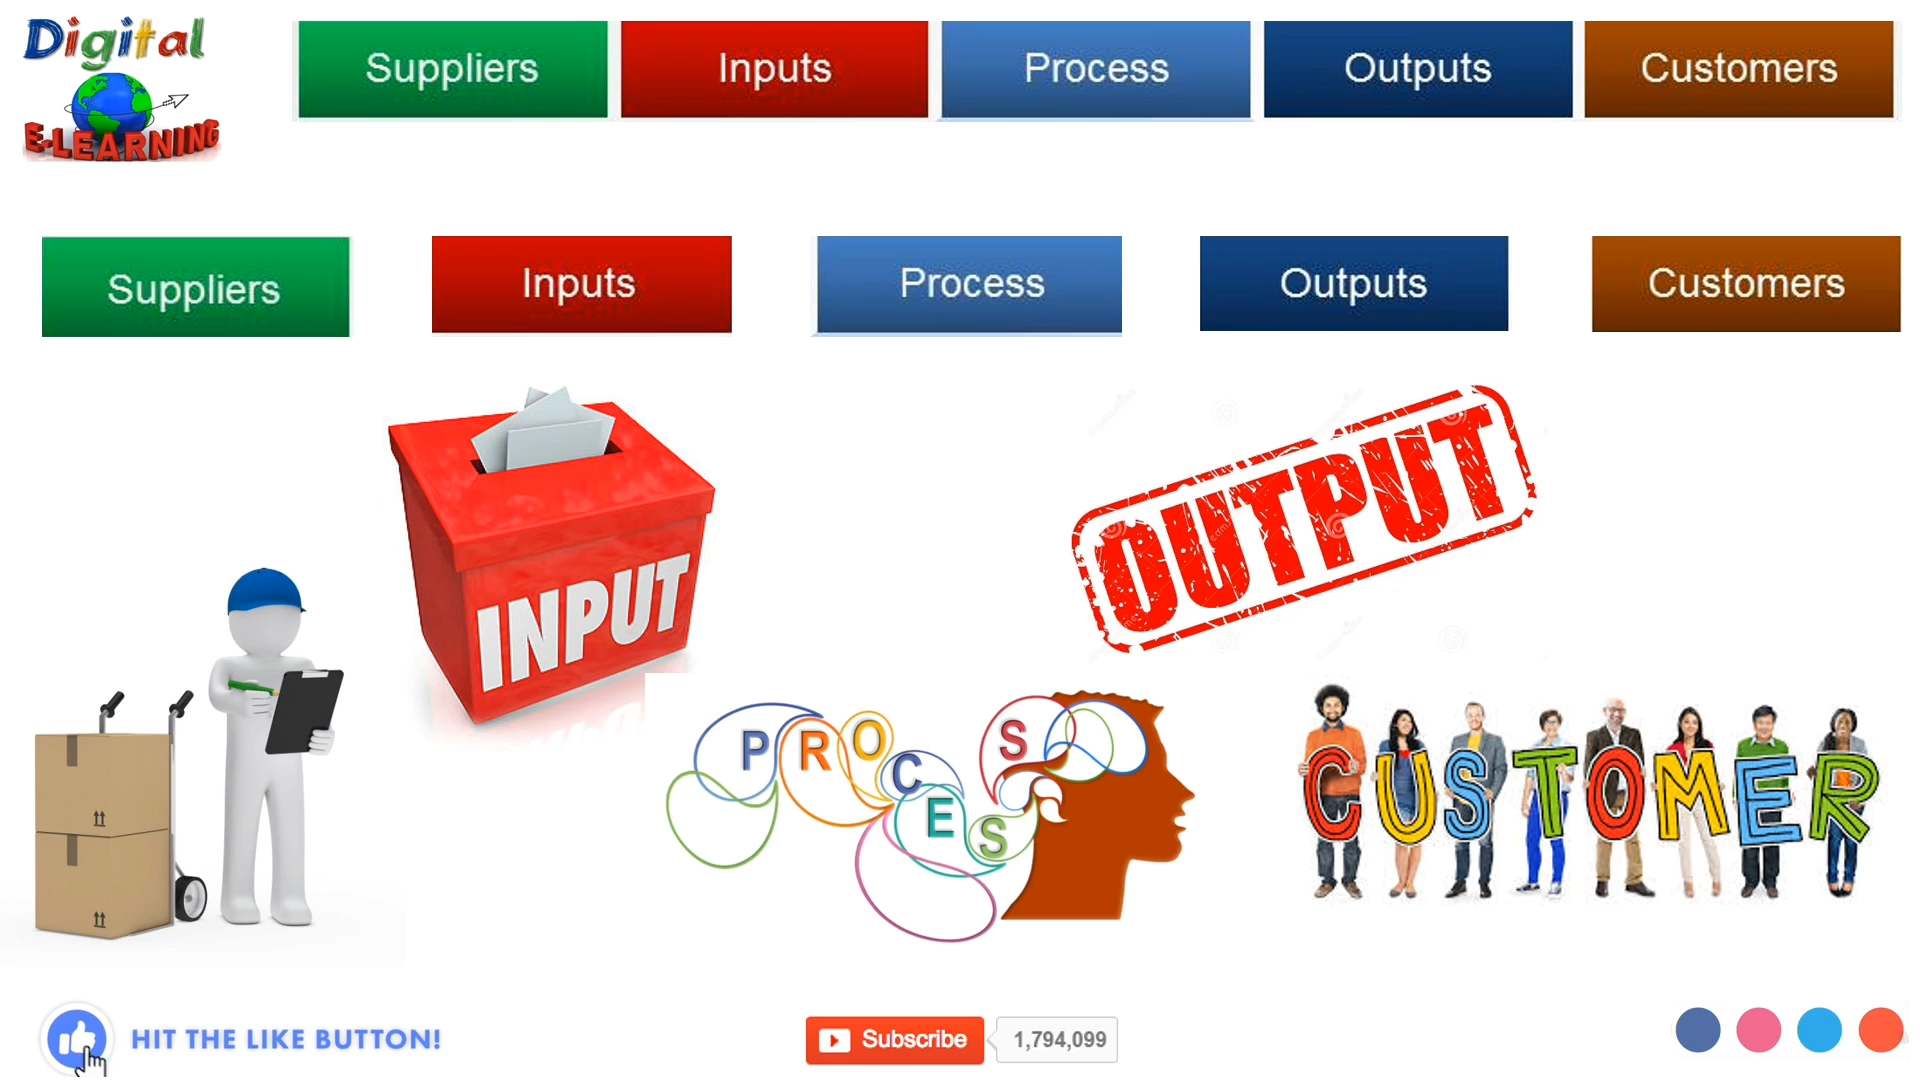 Digital
E-LEARNING
Suppliers
Inputs
Process
Outputs
Customers
Suppliers
Inputs
Process
Outputs
Customers
INPUT
OUTPUT
PROCESS
CUSTOMER
HIT THE LIKE BUTTON!
Subscribe
1,794,099